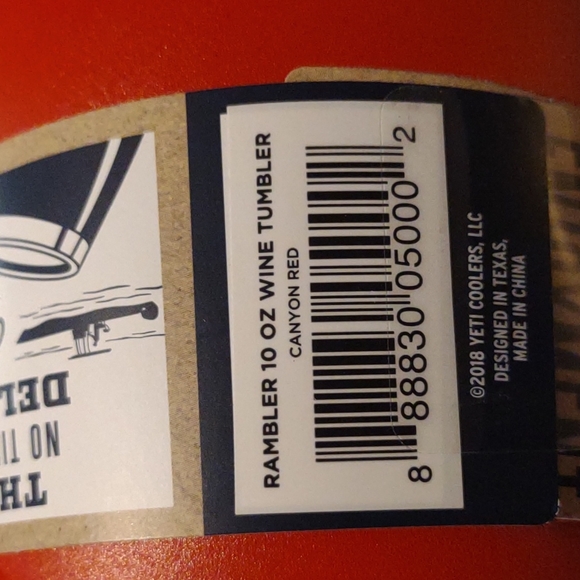 RAMBLER 10 OZ WINE TUMBLER
CANYON RED
8 88830 05000 2
©2018 YETI COOLERS, LLC
DESIGNED IN TEXAS,
MADE IN CHINA
NO